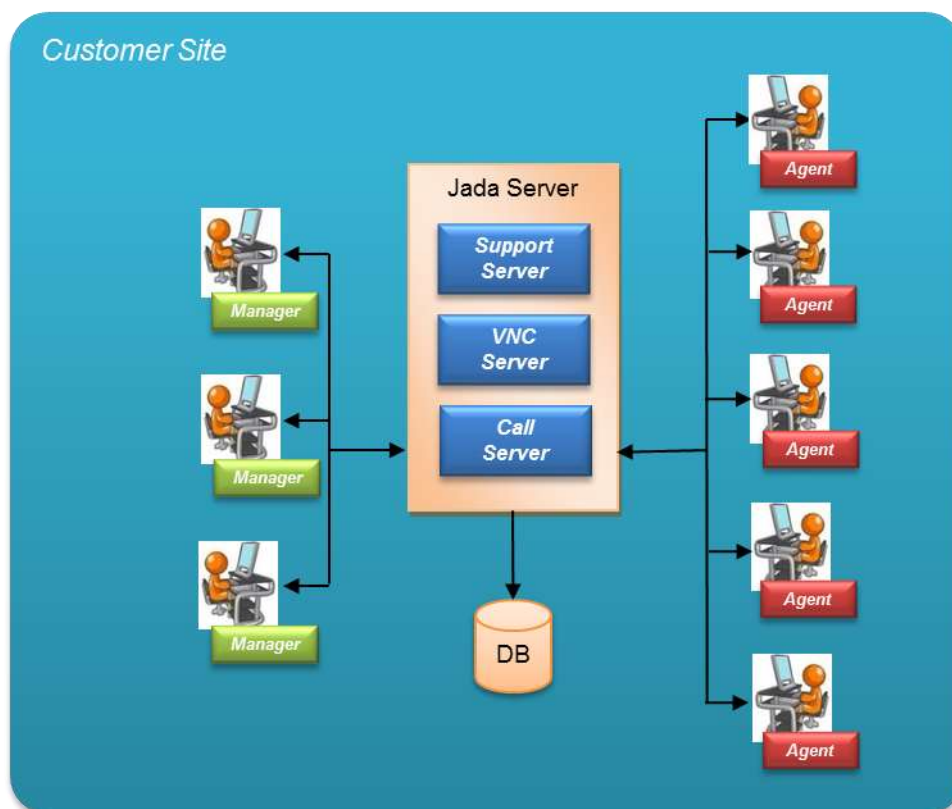 Customer Site
Jada Server
Support
Server
VNC
Server
Call
Server
DB
Manager
Manager
Manager
Agent
Agent
Agent
Agent
Agent